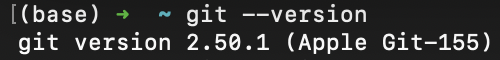 [(base) ➜  ~ git --version
git version 2.50.1 (Apple Git-155)